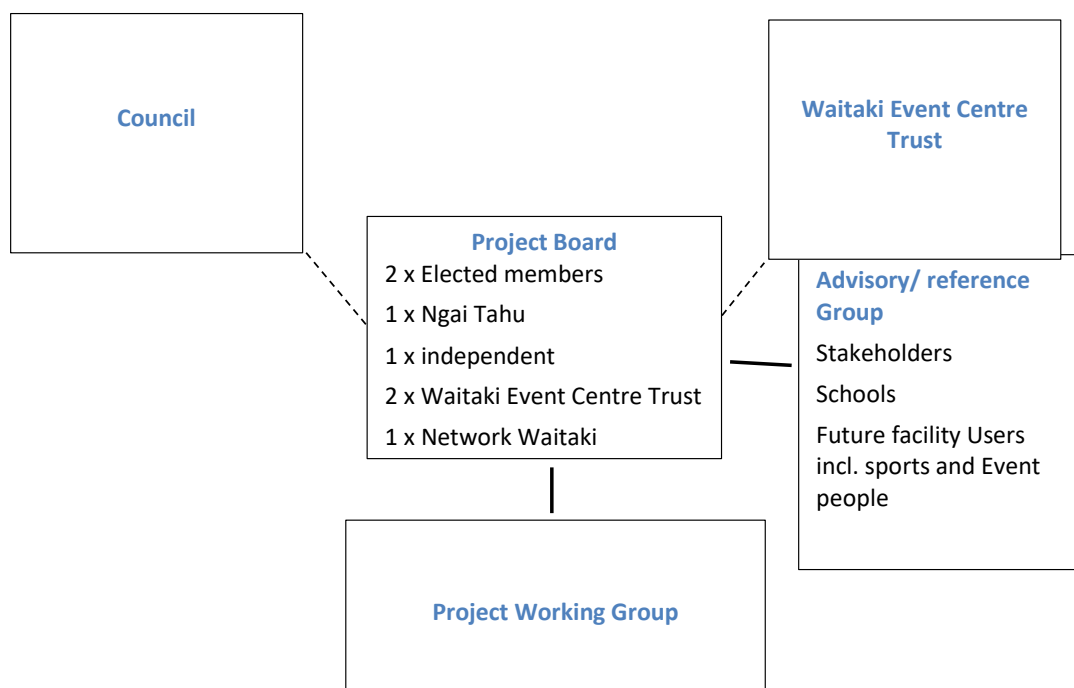 Council
Waitaki Event Centre
Trust
Project Board
2 x Elected members
1 x Ngai Tahu
1 x independent
2 x Waitaki Event Centre Trust
1 x Network Waitaki
Advisory/ reference
Group
Stakeholders
Schools
Future facility Users
incl. sports and Event
people
Project Working Group